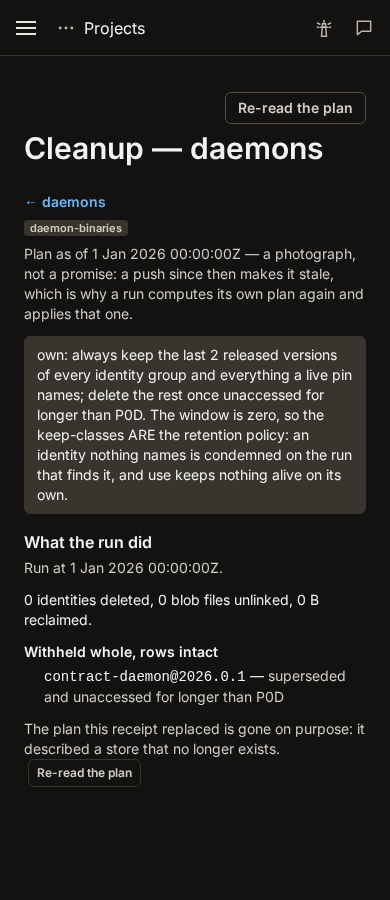 Projects
Re-read the plan
Cleanup — daemons
← daemons
daemon-binaries
Plan as of 1 Jan 2026 00:00:00Z — a photograph,
not a promise: a push since then makes it stale,
which is why a run computes its own plan again and
applies that one.
own: always keep the last 2 released versions
of every identity group and everything a live pin
names; delete the rest once unaccessed for
longer than P0D. The window is zero, so the
keep-classes ARE the retention policy: an
identity nothing names is condemned on the run
that finds it, and use keeps nothing alive on its
own.
What the run did
Run at 1 Jan 2026 00:00:00Z.
0 identities deleted, 0 blob files unlinked, 0 B
reclaimed.
Withheld whole, rows intact
contract-daemon@2026.0.1 — superseded
and unaccessed for longer than P0D
The plan this receipt replaced is gone on purpose: it
described a store that no longer exists.
Re-read the plan